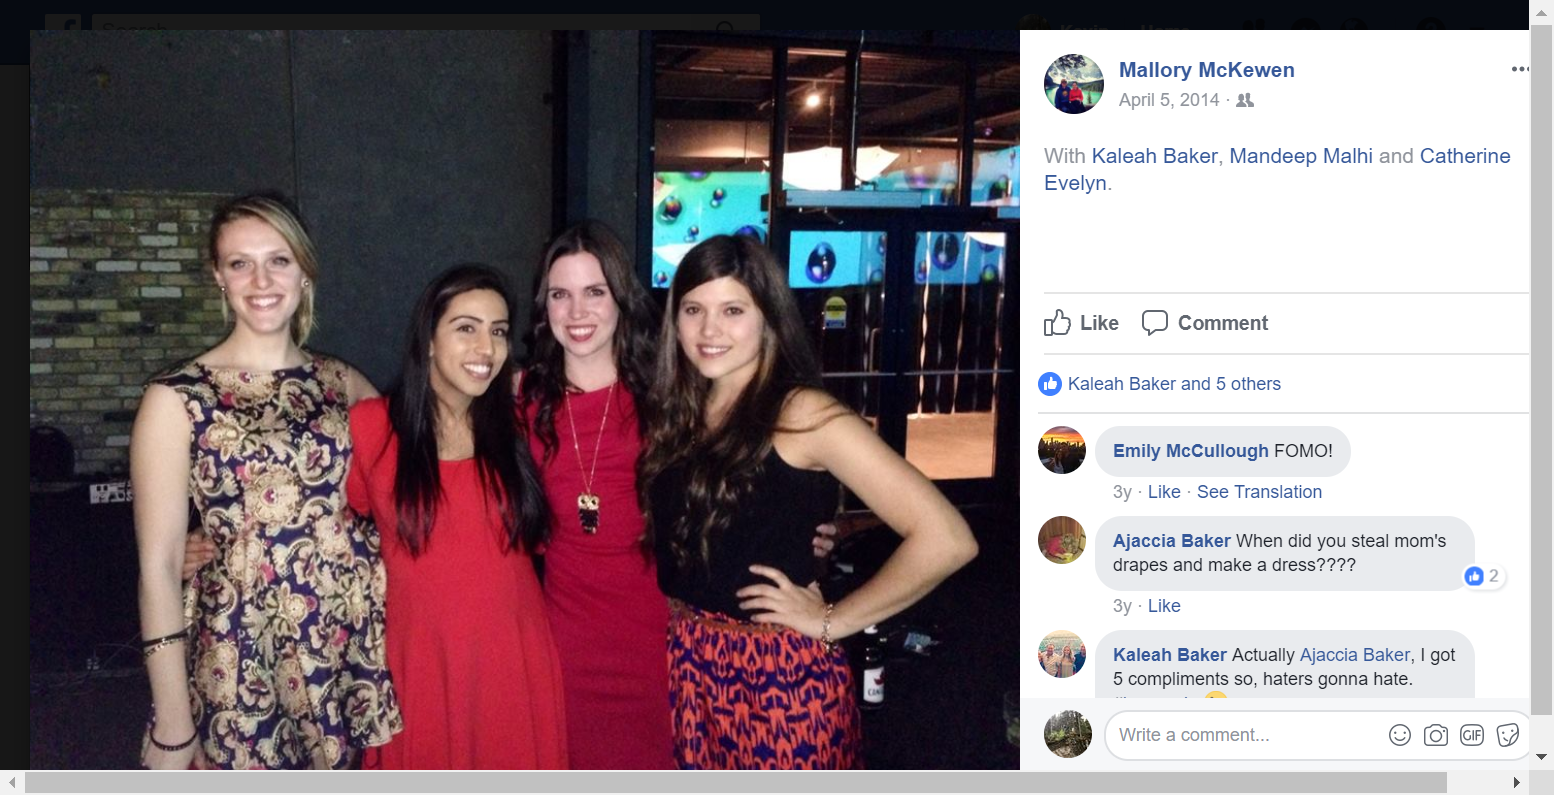 Search
Mallory McKewen
April 5, 2014 ·
With Kaleah Baker, Mandeep Malhi and Catherine
Evelyn.
Like Comment
Kaleah Baker and 5 others
Emily McCullough FOMO!
3y · Like · See Translation
Ajaccia Baker When did you steal mom's
drapes and make a dress????
2
3y · Like
Kaleah Baker Actually Ajaccia Baker, I got
5 compliments so, haters gonna hate.
Write a comment...
GIF